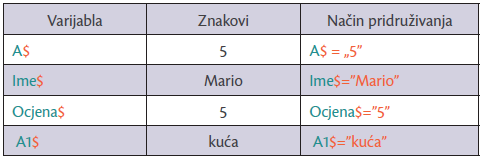 Varijabla Znakovi Način pridruživanja
A$ 5 A$ = „5”
Ime$ Mario Ime$=”Mario”
Ocjena$ 5 Ocjena$=”5”
A1$ kuća A1$=”kuća”